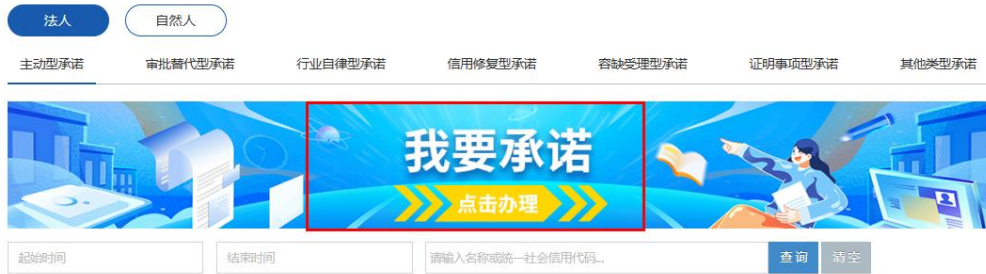 法人 自然人
主动型承诺 审批替代型承诺 行业自律型承诺 信用修复型承诺 容缺受理型承诺 证明事项型承诺 其他类型承诺
我要承诺
点击办理
起始时间 结束时间 请输入名称或统一社会信用代码... 查询 清空